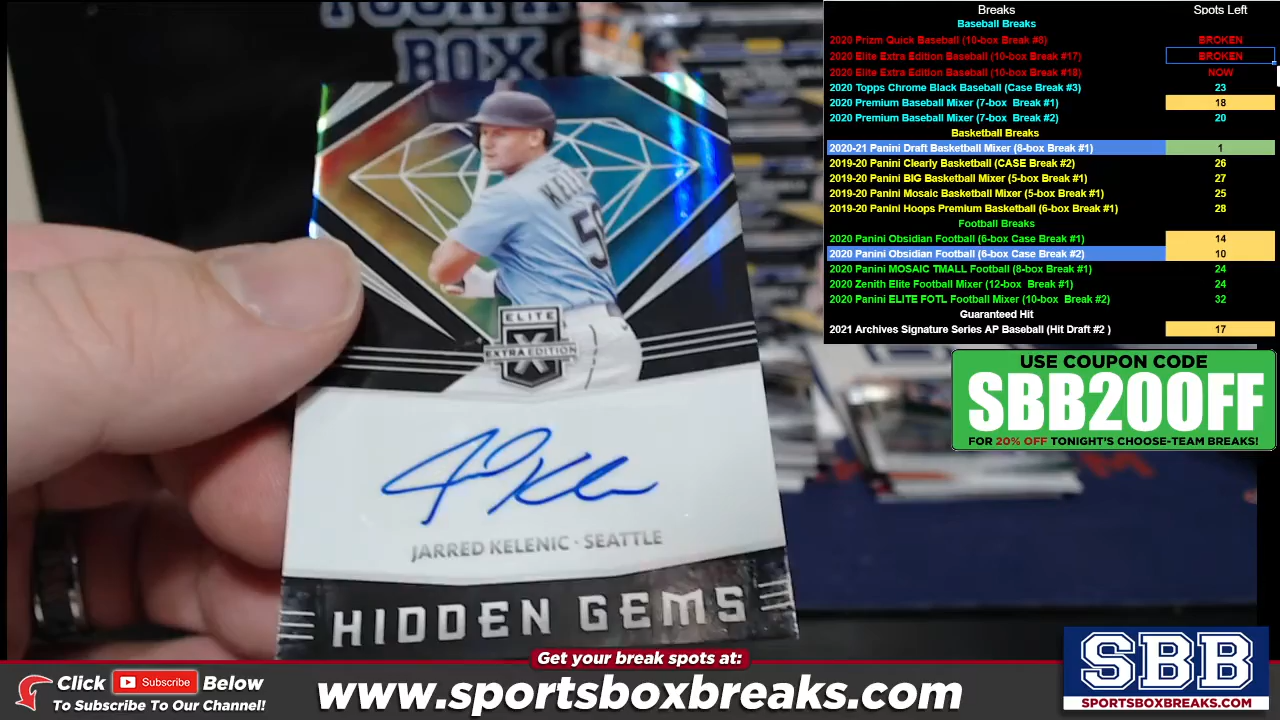 BOX
KELE
58
ELITE
X
EXTRA EDITION
JARRED KELENIC · SEATTLE
HIDDEN GEMS
Breaks Spots Left
Baseball Breaks
2020 Prizm Quick Baseball (10-box Break #8) BROKEN
2020 Elite Extra Edition Baseball (10-box Break #17) BROKEN
2020 Elite Extra Edition Baseball (10-box Break #18) NOW
2020 Topps Chrome Black Baseball (Case Break #3) 23
2020 Premium Baseball Mixer (7-box Break #1) 18
2020 Premium Baseball Mixer (7-box Break #2) 20
Basketball Breaks
2020-21 Panini Draft Basketball Mixer (8-box Break #1) 1
2019-20 Panini Clearly Basketball (CASE Break #2) 26
2019-20 Panini BIG Basketball Mixer (5-box Break #1) 27
2019-20 Panini Mosaic Basketball Mixer (5-box Break #1) 25
2019-20 Panini Hoops Premium Basketball (6-box Break #1) 28
Football Breaks
2020 Panini Obsidian Football (6-box Case Break #1) 14
2020 Panini Obsidian Football (6-box Case Break #2) 10
2020 Panini MOSAIC TMALL Football (8-box Break #1) 24
2020 Zenith Elite Football Mixer (12-box Break #1) 24
2020 Panini ELITE FOTL Football Mixer (10-box Break #2) 32
Guaranteed Hit
2021 Archives Signature Series AP Baseball (Hit Draft #2 ) 17
USE COUPON CODE
SBB20OFF
FOR 20% OFF TONIGHT'S CHOOSE-TEAM BREAKS!
Get your break spots at:
Click Subscribe Below
To Subscribe To Our Channel!
www.sportsboxbreaks.com
SBB
SPORTSBOXBREAKS.COM